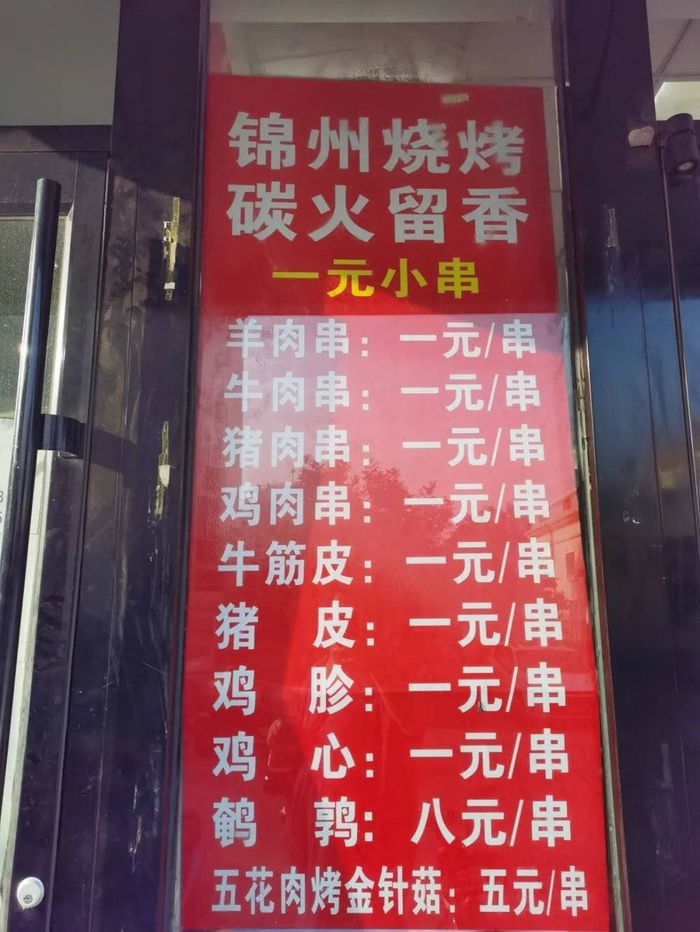 锦州烧烤
碳火留香
一元小串
羊肉串：一元/串
牛肉串：一元/串
猪肉串：一元/串
鸡肉串：一元/串
牛筋皮：一元/串
猪　皮：一元/串
鸡　胗：一元/串
鸡　心：一元/串
鹌　鹑：八元/串
五花肉烤金针菇：五元/串